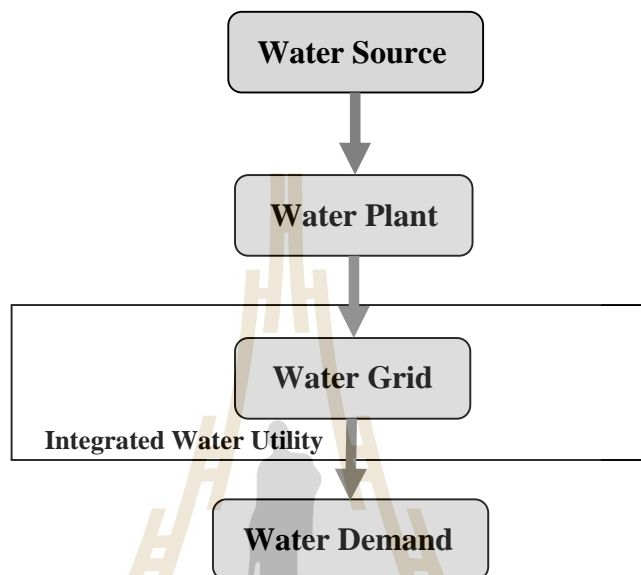 Water Source
Water Plant
Water Grid
Integrated Water Utility
Water Demand